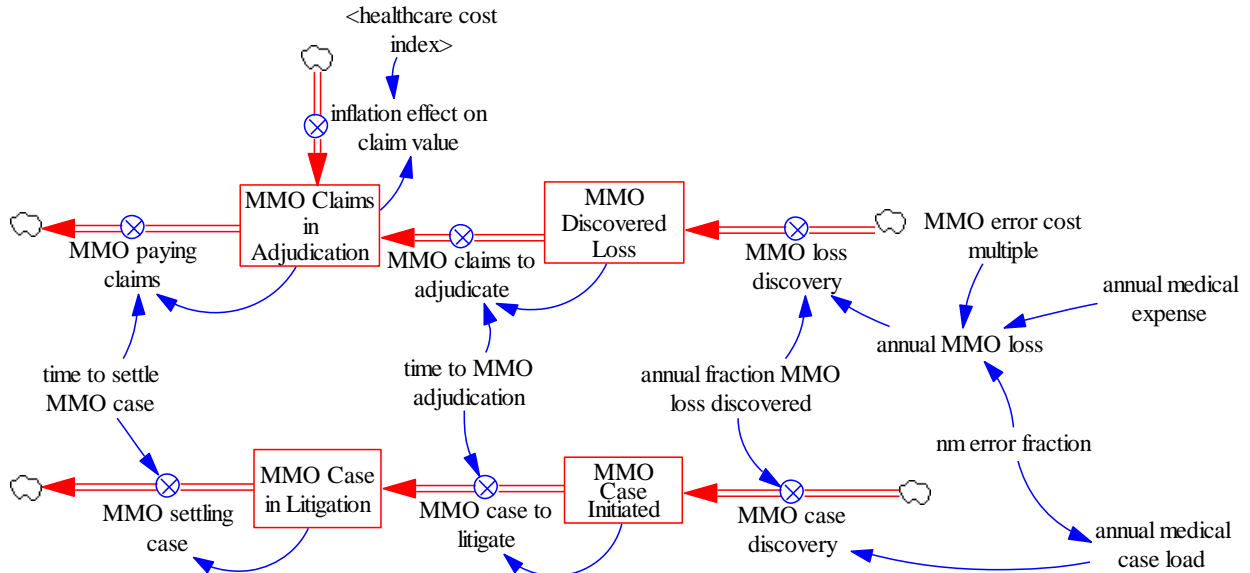 <healthcare cost
index>
inflation effect on
claim value
MMO Claims
in
Adjudication
MMO
Discovered
Loss
MMO paying
claims
MMO claims to
adjudicate
MMO loss
discovery
MMO error cost
multiple
annual medical
expense
annual MMO loss
time to settle
MMO case
time to MMO
adjudication
annual fraction MMO
loss discovered
nm error fraction
MMO Case
in Litigation
MMO
Case
Initiated
MMO settling
case
MMO case to
litigate
MMO case
discovery
annual medical
case load